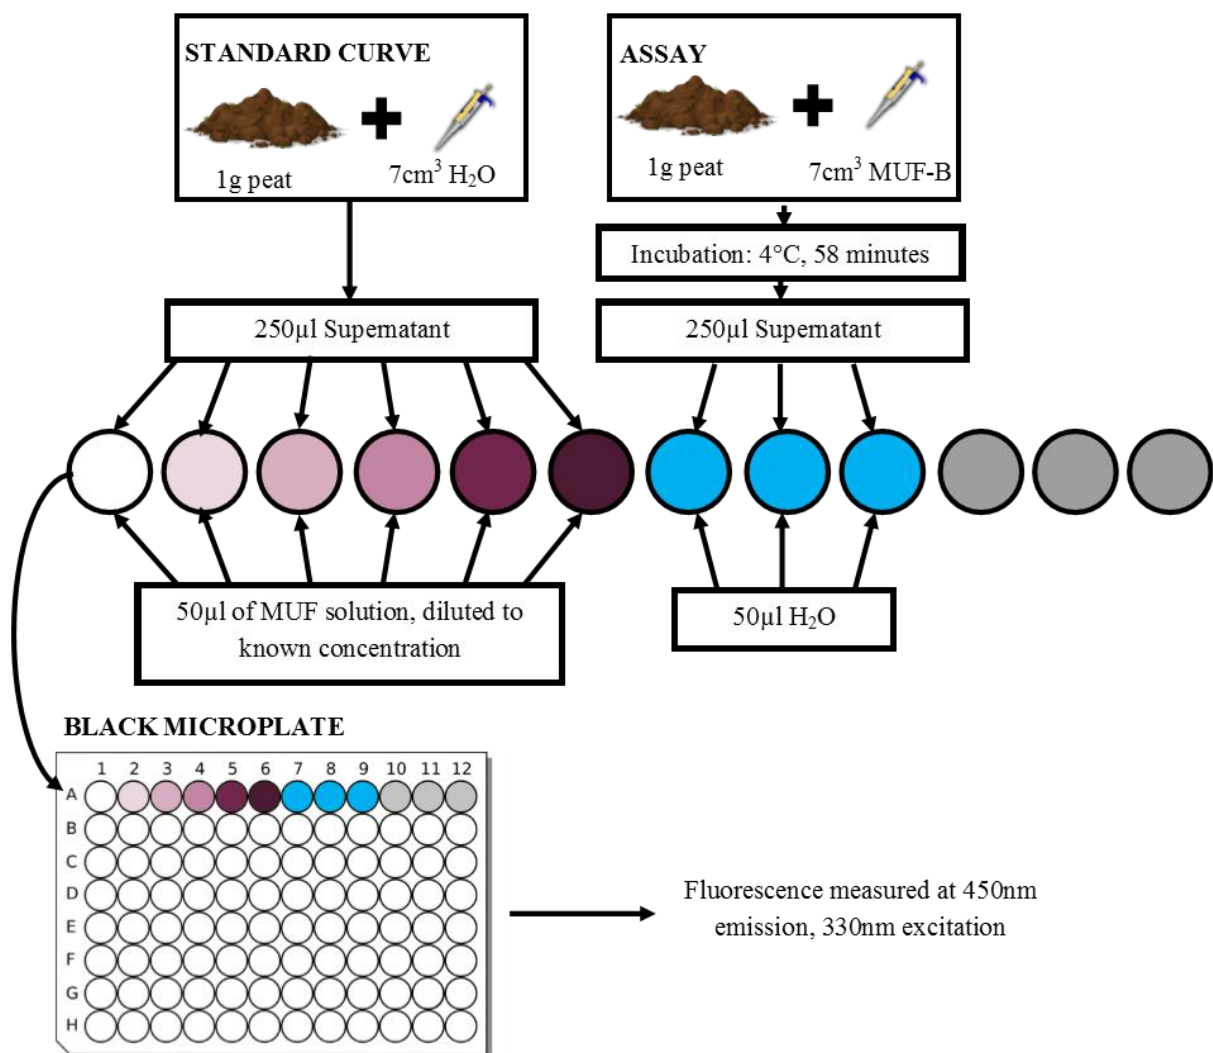 STANDARD CURVE
1g peat
7cm³ H₂O
ASSAY
1g peat
7cm³ MUF-B
Incubation: 4°C, 58 minutes
250µl Supernatant
250µl Supernatant
50µl of MUF solution, diluted to
known concentration
50µl H₂O
BLACK MICROPLATE
1 2 3 4 5 6 7 8 9 10 11 12
A
B
C
D
E
F
G
H
Fluorescence measured at 450nm
emission, 330nm excitation